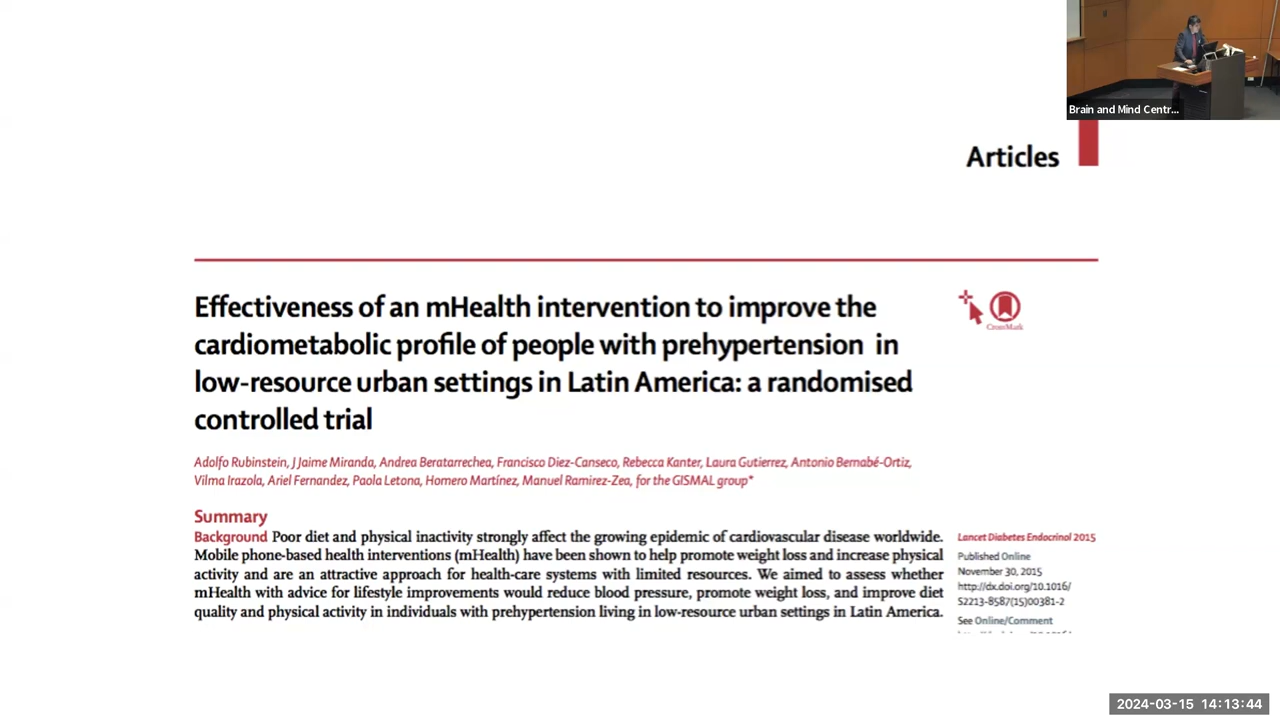 Brain and Mind Centr...
Articles
Effectiveness of an mHealth intervention to improve the
cardiometabolic profile of people with prehypertension in
low-resource urban settings in Latin America: a randomised
controlled trial
CrossMark
Adolfo Rubinstein, J Jaime Miranda, Andrea Beratarrechea, Francisco Diez-Canseco, Rebecca Kanter, Laura Gutierrez, Antonio Bernabé-Ortiz,
Vilma Irazola, Ariel Fernandez, Paola Letona, Homero Martínez, Manuel Ramirez-Zea, for the GISMAL group*
Summary
Background Poor diet and physical inactivity strongly affect the growing epidemic of cardiovascular disease worldwide.
Mobile phone-based health interventions (mHealth) have been shown to help promote weight loss and increase physical
activity and are an attractive approach for health-care systems with limited resources. We aimed to assess whether
mHealth with advice for lifestyle improvements would reduce blood pressure, promote weight loss, and improve diet
quality and physical activity in individuals with prehypertension living in low-resource urban settings in Latin America.
Lancet Diabetes Endocrinol 2015
Published Online
November 30, 2015
http://dx.doi.org/10.1016/
S2213-8587(15)00381-2
See Online/Comment
2024-03-15 14:13:44